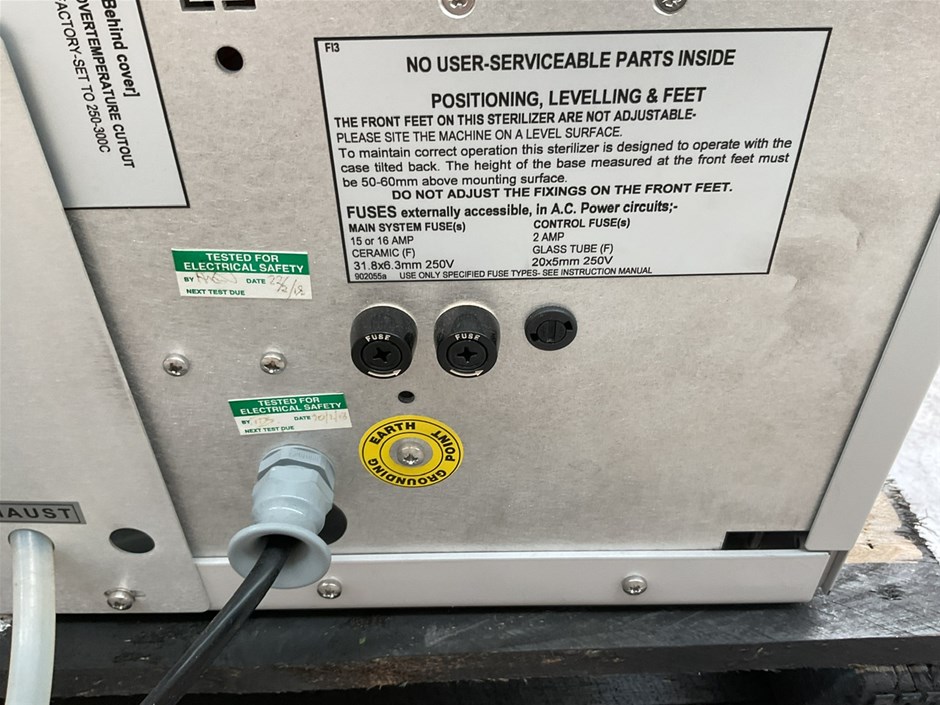 [Behind cover]
OVERTEMPERATURE CUTOUT
FACTORY-SET TO 250-300C
FI3
NO USER-SERVICEABLE PARTS INSIDE
POSITIONING, LEVELLING & FEET
THE FRONT FEET ON THIS STERILIZER ARE NOT ADJUSTABLE-
PLEASE SITE THE MACHINE ON A LEVEL SURFACE.
To maintain correct operation this sterilizer is designed to operate with the
case tilted back. The height of the base measured at the front feet must
be 50-60mm above mounting surface.
DO NOT ADJUST THE FIXINGS ON THE FRONT FEET.
FUSES externally accessible, in A.C. Power circuits;-
MAIN SYSTEM FUSE(s)
15 or 16 AMP
CERAMIC (F)
31.8x6.3mm 250V
CONTROL FUSE(s)
2 AMP
GLASS TUBE (F)
20x5mm 250V
902055a USE ONLY SPECIFIED FUSE TYPES- SEE INSTRUCTION MANUAL
TESTED FOR
ELECTRICAL SAFETY
BY DATE
NEXT TEST DUE
FUSE
FUSE
TESTED FOR
ELECTRICAL SAFETY
BY DATE
NEXT TEST DUE
EARTH
POINT
GROUNDING
HAUST